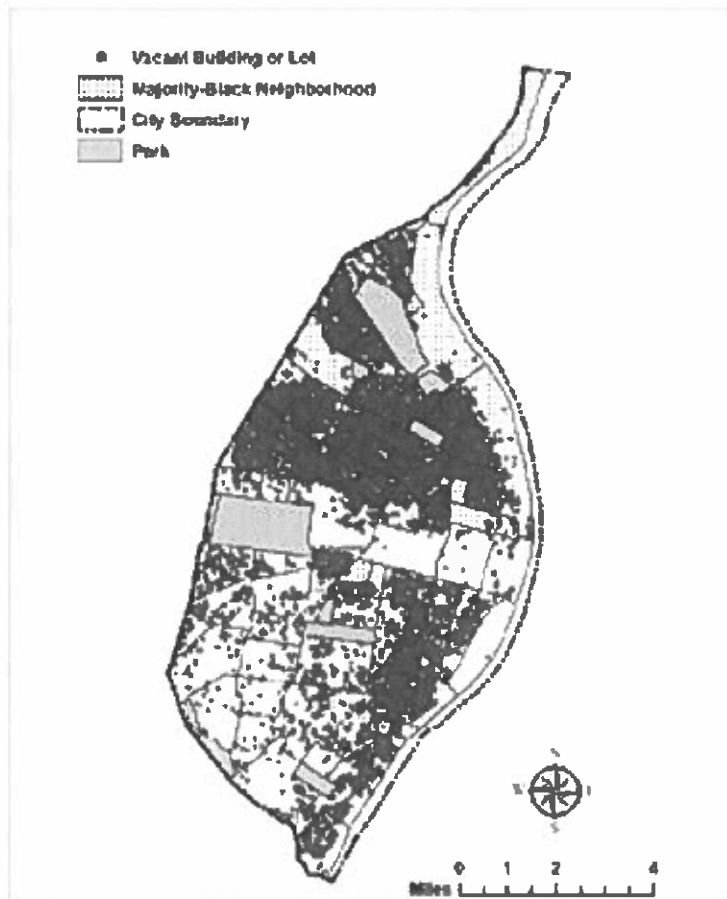 Vacant Building or Lot
Majority-Black Neighborhood
City Boundary
Park
N
S
0 1 2 4
Miles